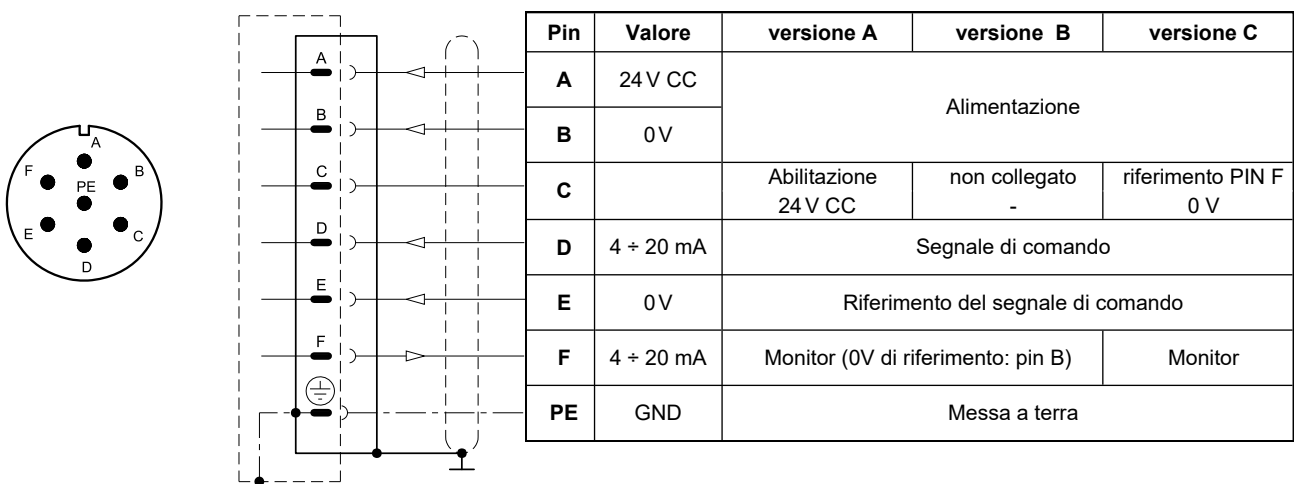 A
B
C
D
E
F
PE
A
B
C
D
E
F
Pin Valore versione A versione B versione C
A 24 V CC Alimentazione
B 0 V
C Abilitazione non collegato riferimento PIN F
24 V CC - 0 V
D 4 ÷ 20 mA Segnale di comando
E 0 V Riferimento del segnale di comando
F 4 ÷ 20 mA Monitor (0V di riferimento: pin B) Monitor
PE GND Messa a terra